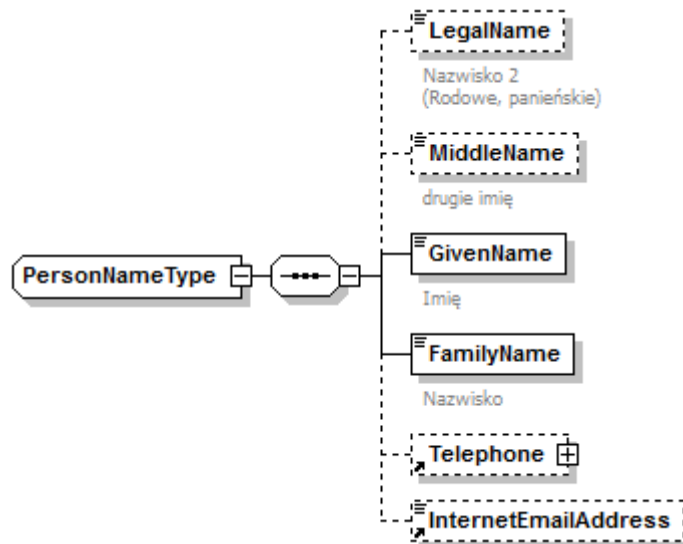 LegalName
Nazwisko 2
(Rodowe, panieńskie)
MiddleName
drugie imię
PersonNameType
GivenName
Imię
FamilyName
Nazwisko
Telephone
InternetEmailAddress